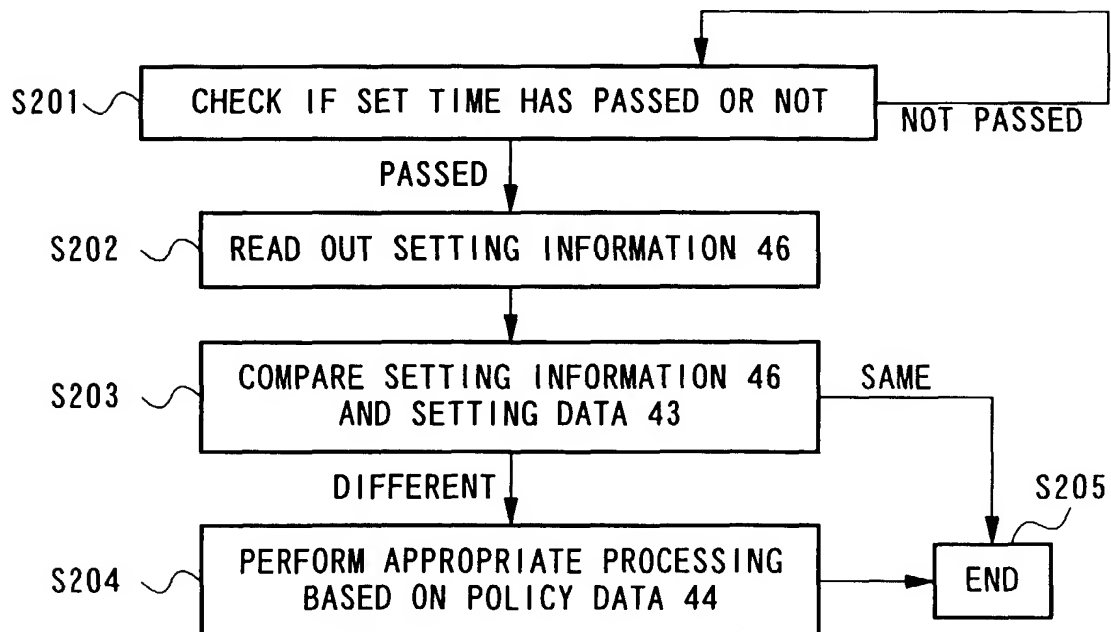 S201
CHECK IF SET TIME HAS PASSED OR NOT
NOT PASSED
PASSED
S202
READ OUT SETTING INFORMATION 46
S203
COMPARE SETTING INFORMATION 46
AND SETTING DATA 43
SAME
DIFFERENT
S205
S204
PERFORM APPROPRIATE PROCESSING
BASED ON POLICY DATA 44
END